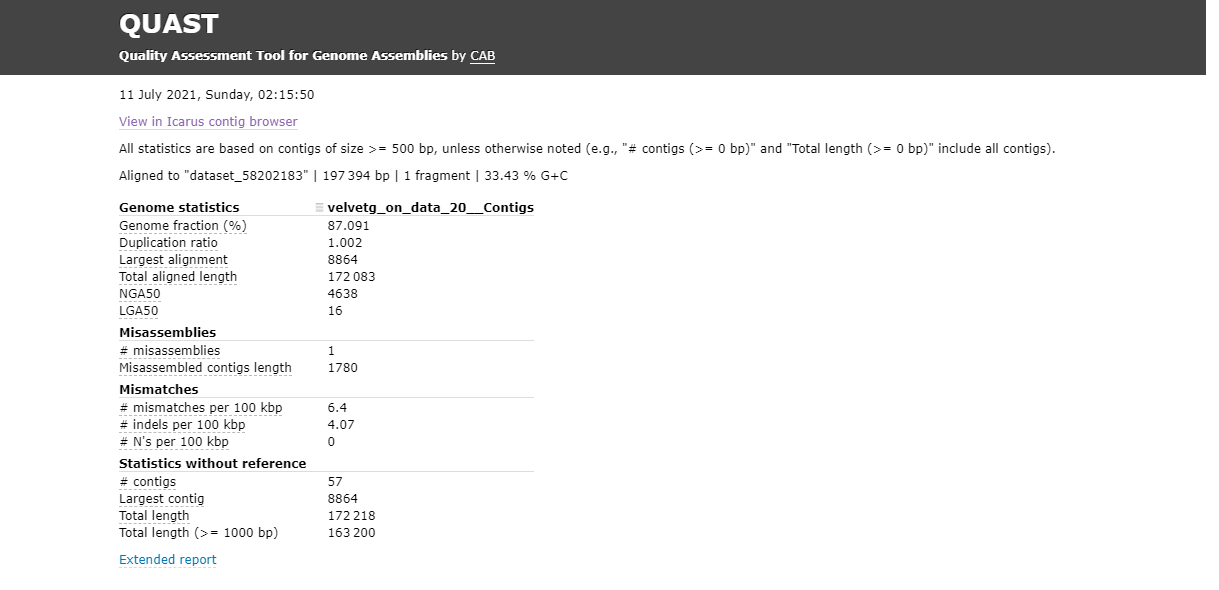 QUAST
Quality Assessment Tool for Genome Assemblies by CAB
11 July 2021, Sunday, 02:15:50
View in Icarus contig browser
All statistics are based on contigs of size >= 500 bp, unless otherwise noted (e.g., "# contigs (>= 0 bp)" and "Total length (>= 0 bp)" include all contigs).
Aligned to "dataset_58202183" | 197 394 bp | 1 fragment | 33.43 % G+C
Genome statistics velvetg_on_data_20__Contigs
Genome fraction (%) 87.091
Duplication ratio 1.002
Largest alignment 8864
Total aligned length 172 083
NGA50 4638
LGA50 16
Misassemblies
# misassemblies 1
Misassembled contigs length 1780
Mismatches
# mismatches per 100 kbp 6.4
# indels per 100 kbp 4.07
# N's per 100 kbp 0
Statistics without reference
# contigs 57
Largest contig 8864
Total length 172 218
Total length (>= 1000 bp) 163 200
Extended report